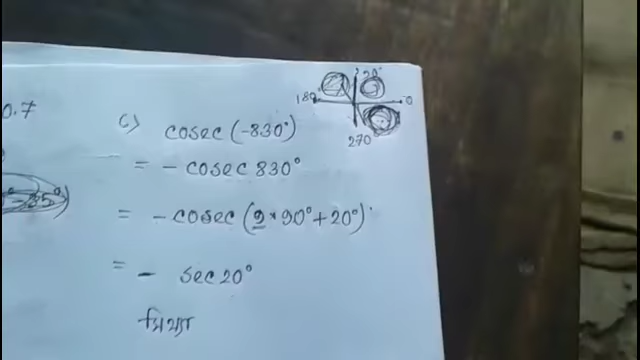 0.7
90°
180°
0
270
c) cosec (-830°)
= - cosec 830°
= - cosec (9*90°+20°)
= - sec 20°
মিথ্যা